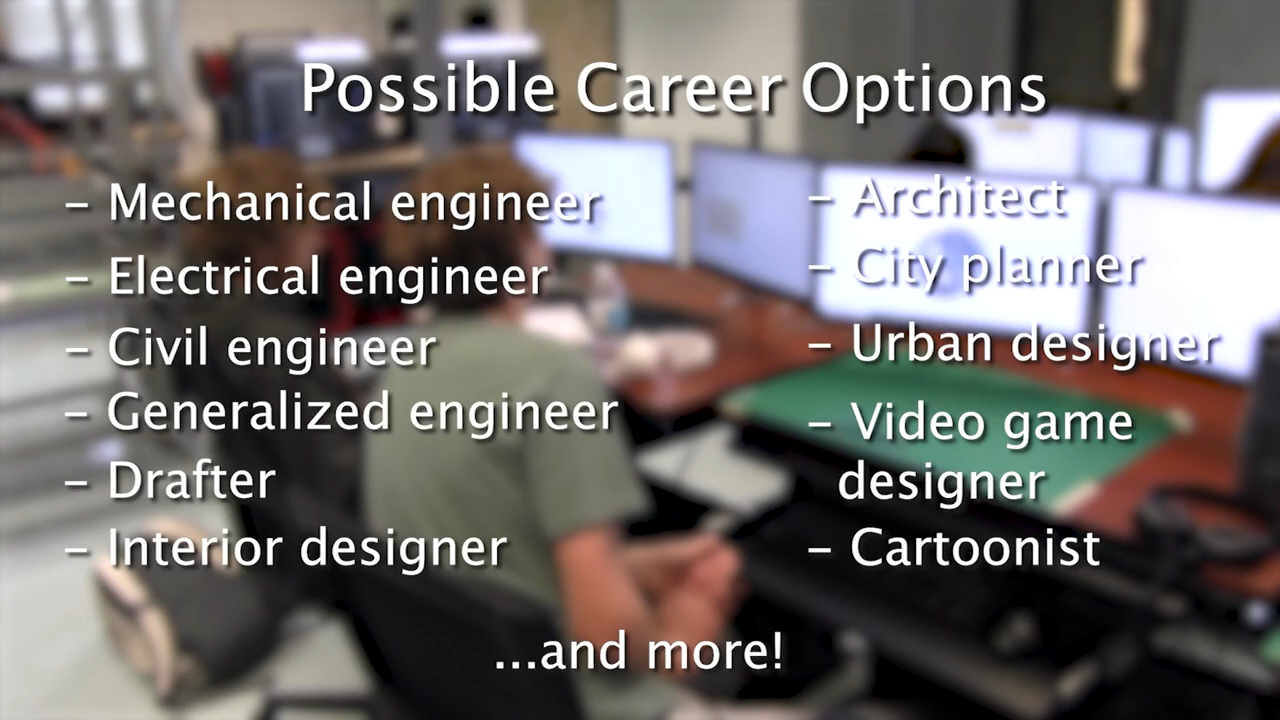 Possible Career Options
– Mechanical engineer
– Electrical engineer
– Civil engineer
– Generalized engineer
– Drafter
– Interior designer
– Architect
– City planner
– Urban designer
– Video game
designer
– Cartoonist
...and more!